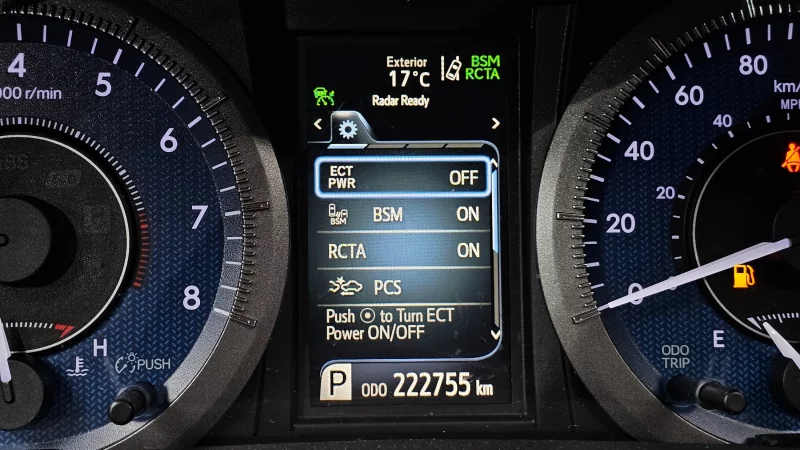 4
5
6
7
8
000 r/min
H
PUSH
Exterior
17°C
BSM
RCTA
Radar Ready
ECT
PWR
OFF
BSM
BSM
ON
RCTA
ON
PCS
Push ⦿ to Turn ECT
Power ON/OFF
P
ODO 222755 km
80
60
40
20
0
km/
MP
40
20
E
ODO
TRIP